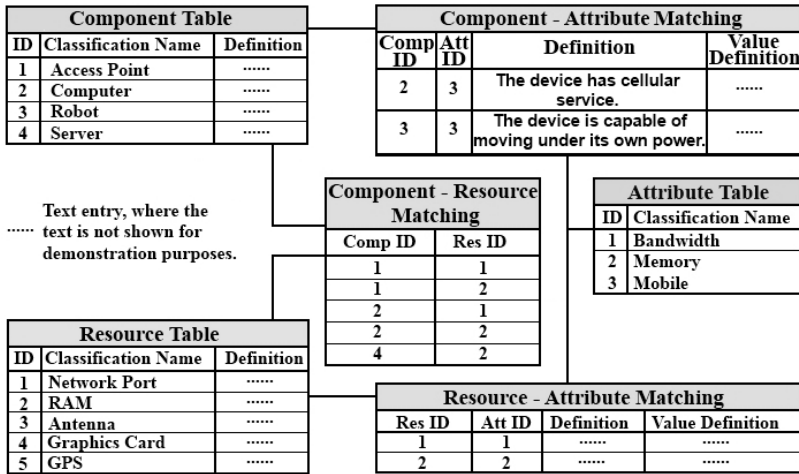 Component Table
ID Classification Name Definition
1 Access Point ......
2 Computer ......
3 Robot ......
4 Server ......
Component - Attribute Matching
Comp ID Att ID Definition Value Definition
2 3 The device has cellular service. ......
3 3 The device is capable of moving under its own power. ......
...... Text entry, where the
text is not shown for
demonstration purposes.
Component - Resource
Matching
Comp ID Res ID
1 1
1 2
2 1
2 2
4 2
Attribute Table
ID Classification Name
1 Bandwidth
2 Memory
3 Mobile
Resource Table
ID Classification Name Definition
1 Network Port ......
2 RAM ......
3 Antenna ......
4 Graphics Card ......
5 GPS ......
Resource - Attribute Matching
Res ID Att ID Definition Value Definition
1 1 ...... ......
2 2 ...... ......